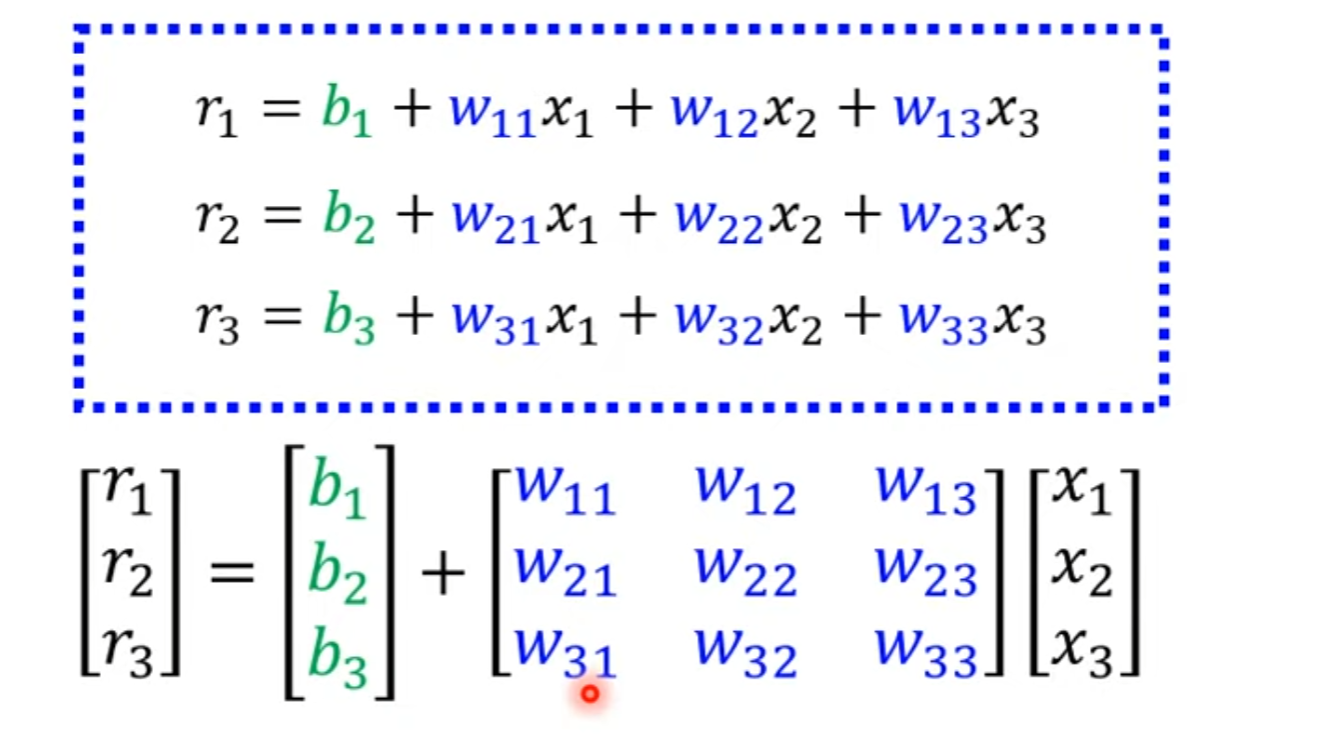 r₁ = b₁ + w₁₁x₁ + w₁₂x₂ + w₁₃x₃
r₂ = b₂ + w₂₁x₁ + w₂₂x₂ + w₂₃x₃
r₃ = b₃ + w₃₁x₁ + w₃₂x₂ + w₃₃x₃
[r₁ r₂ r₃] = [b₁ b₂ b₃] + [w₁₁ w₁₂ w₁₃ w₂₁ w₂₂ w₂₃ w₃₁ w₃₂ w₃₃] [x₁ x₂ x₃]